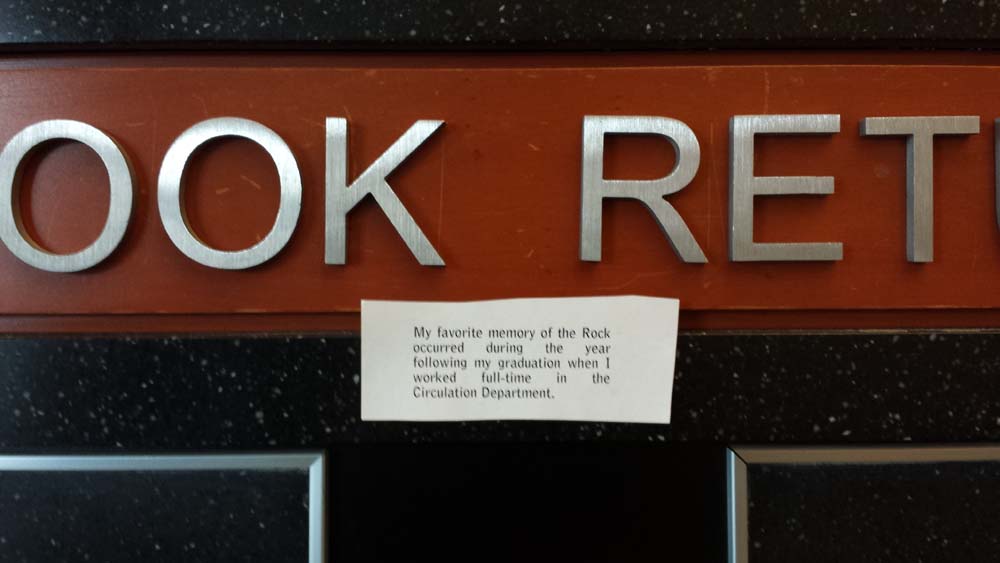 OOK RET
My favorite memory of the Rock
occurred during the year
following my graduation when I
worked full-time in the
Circulation Department.